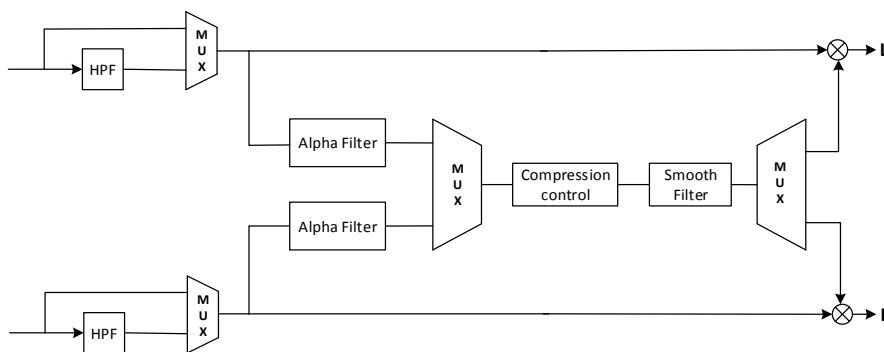 M
U
X
HPF
L
Alpha Filter
M
U
X
Compression
control
Smooth
Filter
M
U
X
Alpha Filter
M
U
X
HPF